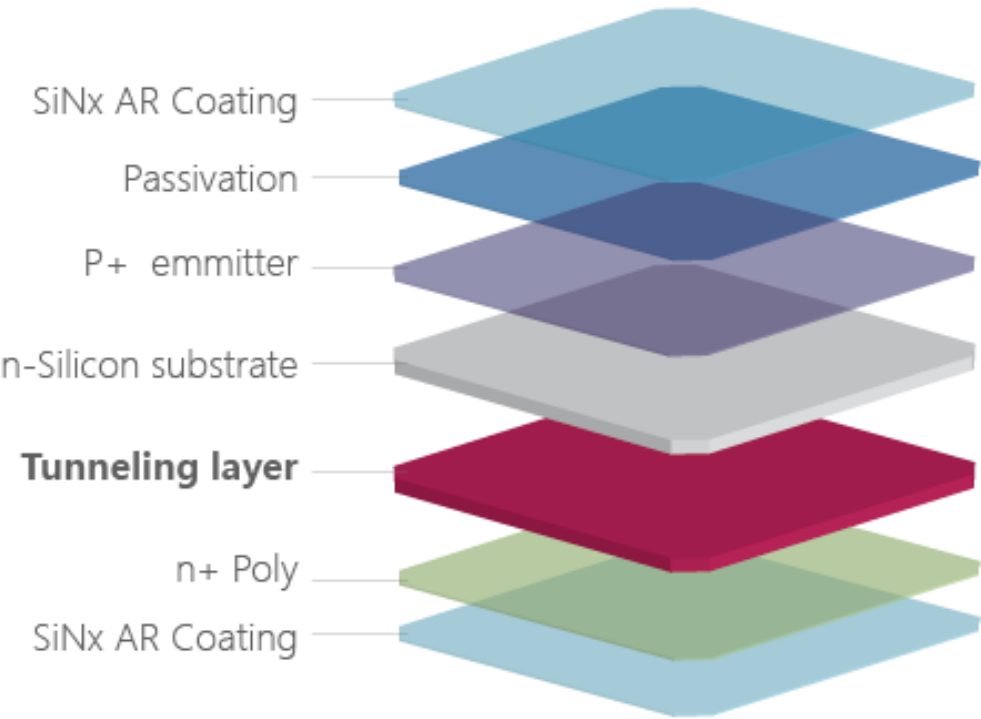 SiNx AR Coating
Passivation
P+ emmitter
n-Silicon substrate
Tunneling layer
n+ Poly
SiNx AR Coating